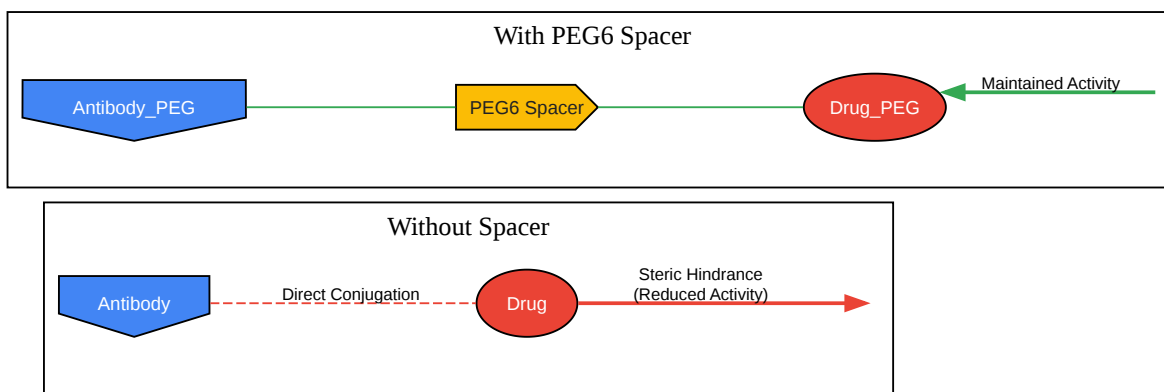 With PEG6 Spacer
Antibody_PEG
PEG6 Spacer
Drug_PEG
Maintained Activity
Without Spacer
Antibody
Direct Conjugation
Drug
Steric Hindrance
(Reduced Activity)